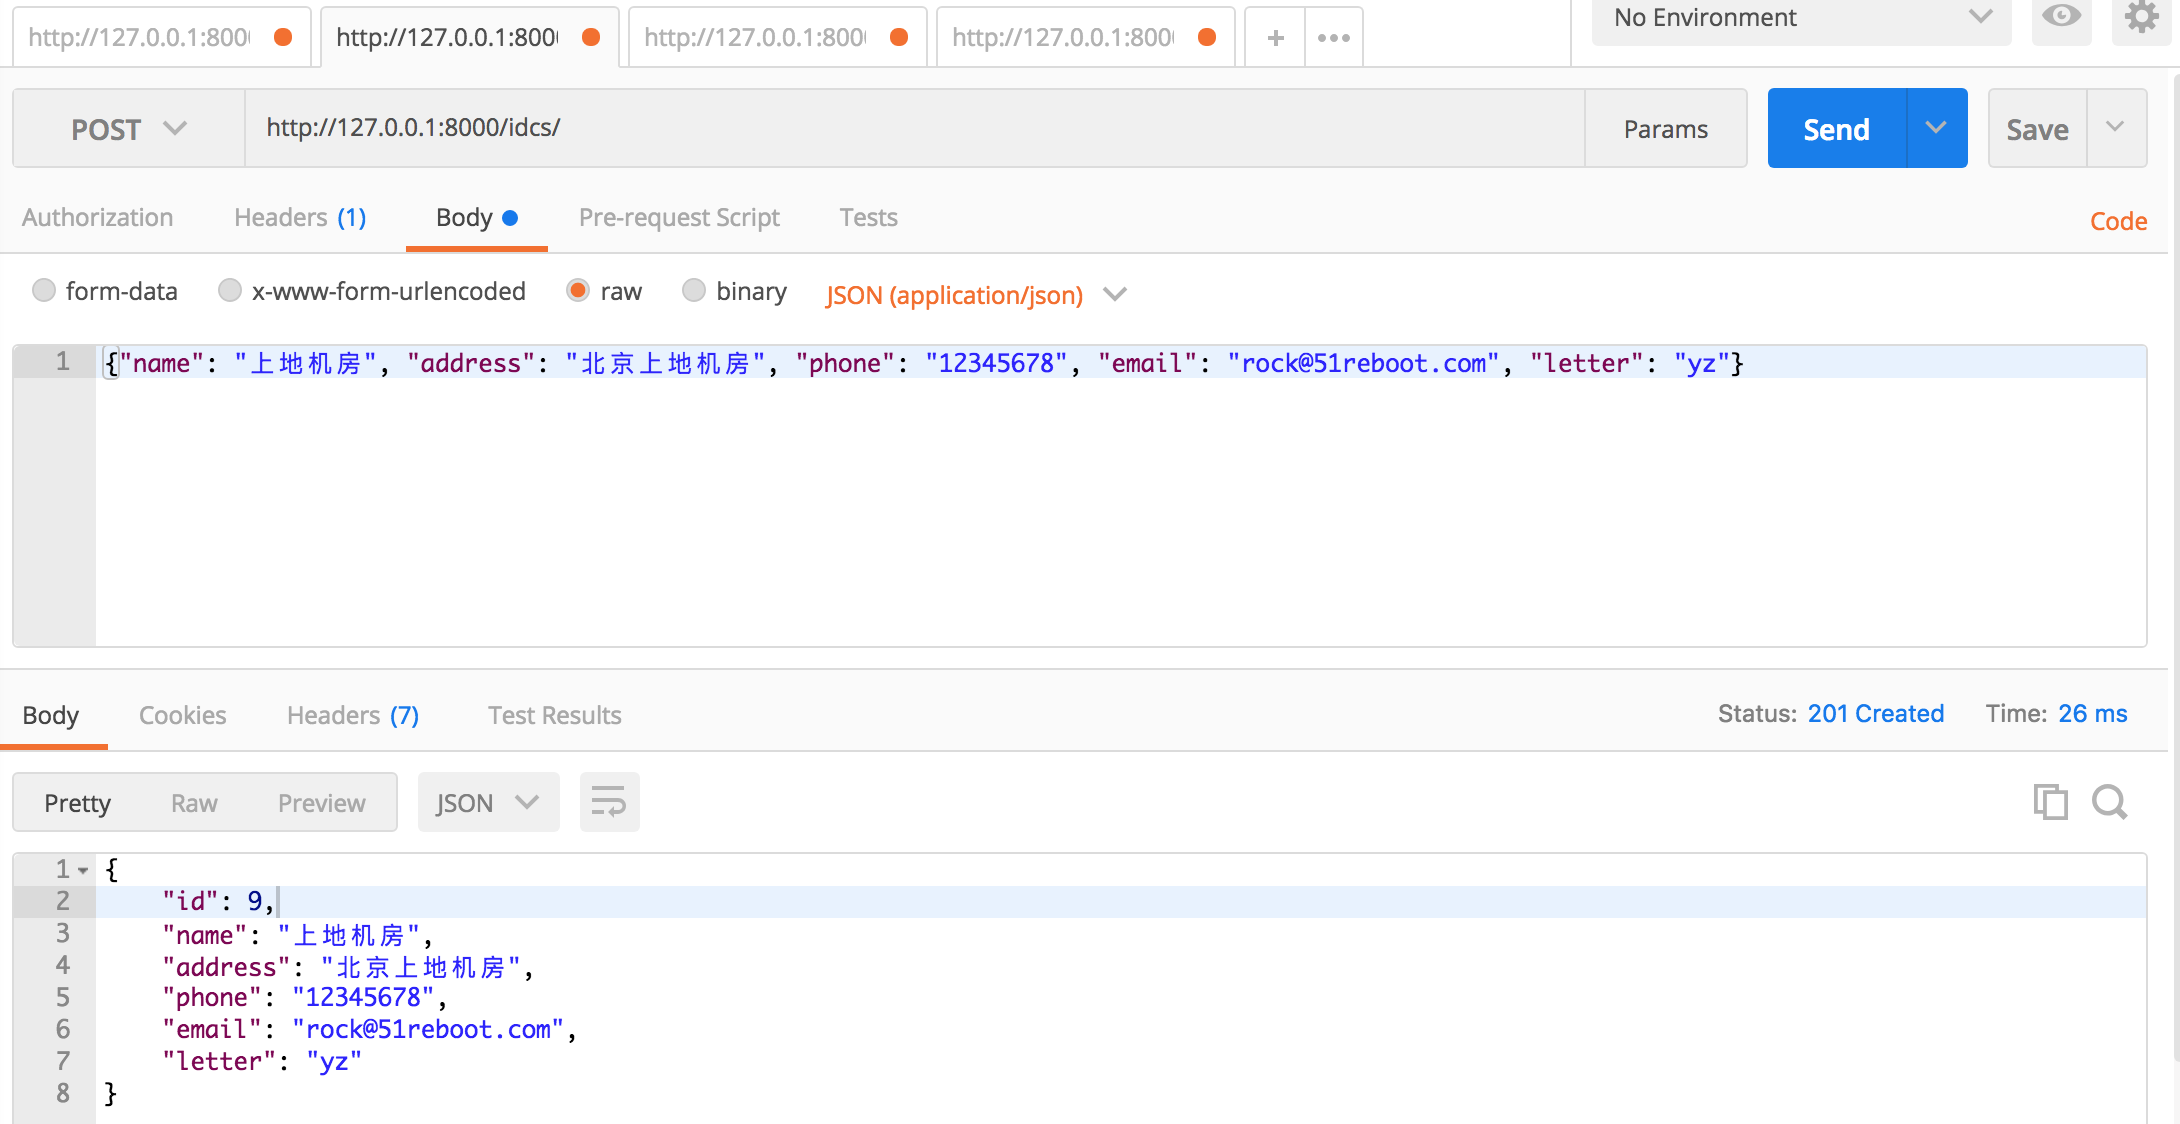 http://127.0.0.1:800 http://127.0.0.1:800 http://127.0.0.1:800 http://127.0.0.1:800 + ••• No Environment
POST http://127.0.0.1:8000/idcs/ Params Send Save
Authorization Headers (1) Body Pre-request Script Tests Code
form-data x-www-form-urlencoded raw binary JSON (application/json)
1 {"name": "上地机房", "address": "北京上地机房", "phone": "12345678", "email": "rock@51reboot.com", "letter": "yz"}
Body Cookies Headers (7) Test Results Status: 201 Created Time: 26 ms
Pretty Raw Preview JSON
1 {
2 "id": 9,
3 "name": "上地机房",
4 "address": "北京上地机房",
5 "phone": "12345678",
6 "email": "rock@51reboot.com",
7 "letter": "yz"
8 }